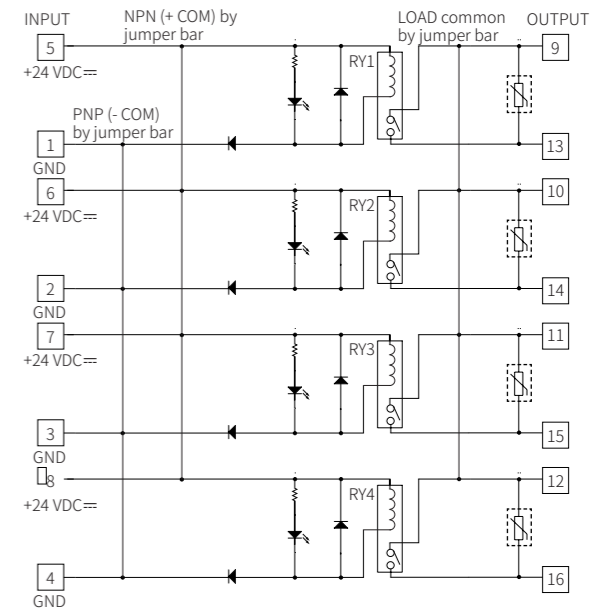 INPUT
NPN (+ COM) by
jumper bar
LOAD common
by jumper bar
OUTPUT
5
+24 VDC⎓
RY1
9
PNP (- COM)
by jumper bar
1
GND
13
6
+24 VDC⎓
RY2
10
2
GND
14
7
+24 VDC⎓
RY3
11
3
GND
15
8
+24 VDC⎓
RY4
12
4
GND
16